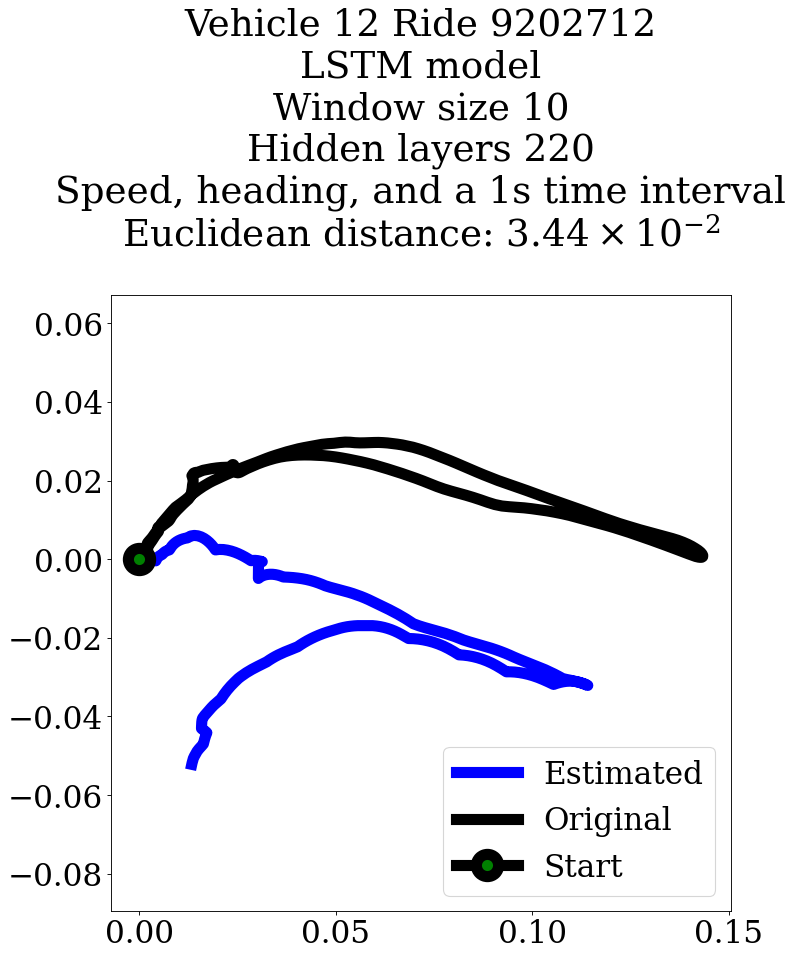 Vehicle 12 Ride 9202712
LSTM model
Window size 10
Hidden layers 220
Speed, heading, and a 1s time interval
Euclidean distance: 3.44 × 10⁻²
0.06
0.04
0.02
0.00
−0.02
−0.04
−0.06
−0.08
Estimated
Original
Start
0.00 0.05 0.10 0.15